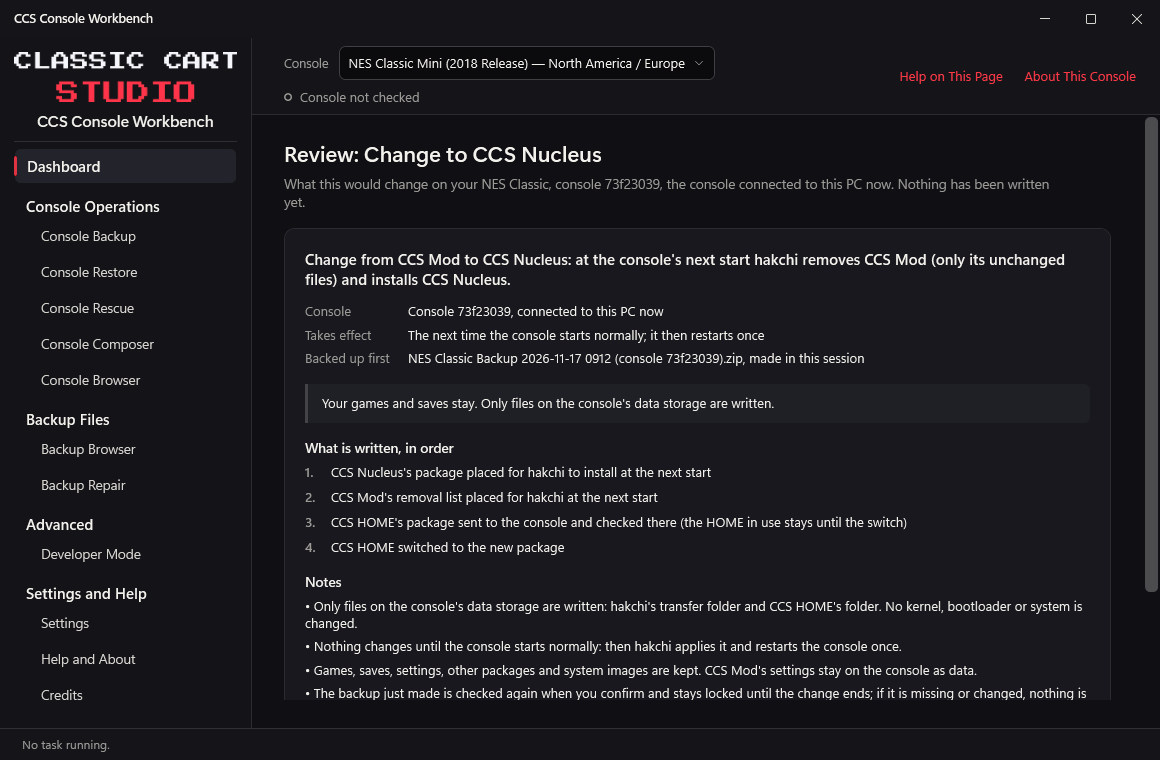 CCS Console Workbench
CLASSIC CART
STUDIO
CCS Console Workbench
Dashboard
Console Operations
Console Backup
Console Restore
Console Rescue
Console Composer
Console Browser
Backup Files
Backup Browser
Backup Repair
Advanced
Developer Mode
Settings and Help
Settings
Help and About
Credits
Console
NES Classic Mini (2018 Release) — North America / Europe
Console not checked
Help on This Page
About This Console
Review: Change to CCS Nucleus
What this would change on your NES Classic, console 73f23039, the console connected to this PC now. Nothing has been written
yet.
Change from CCS Mod to CCS Nucleus: at the console's next start hakchi removes CCS Mod (only its unchanged
files) and installs CCS Nucleus.
Console Console 73f23039, connected to this PC now
Takes effect The next time the console starts normally; it then restarts once
Backed up first NES Classic Backup 2026-11-17 0912 (console 73f23039).zip, made in this session
Your games and saves stay. Only files on the console's data storage are written.
What is written, in order
1. CCS Nucleus's package placed for hakchi to install at the next start
2. CCS Mod's removal list placed for hakchi at the next start
3. CCS HOME's package sent to the console and checked there (the HOME in use stays until the switch)
4. CCS HOME switched to the new package
Notes
• Only files on the console's data storage are written: hakchi's transfer folder and CCS HOME's folder. No kernel, bootloader or system is
changed.
• Nothing changes until the console starts normally: then hakchi applies it and restarts the console once.
• Games, saves, settings, other packages and system images are kept. CCS Mod's settings stay on the console as data.
• The backup just made is checked again when you confirm and stays locked until the change ends; if it is missing or changed, nothing is
No task running.